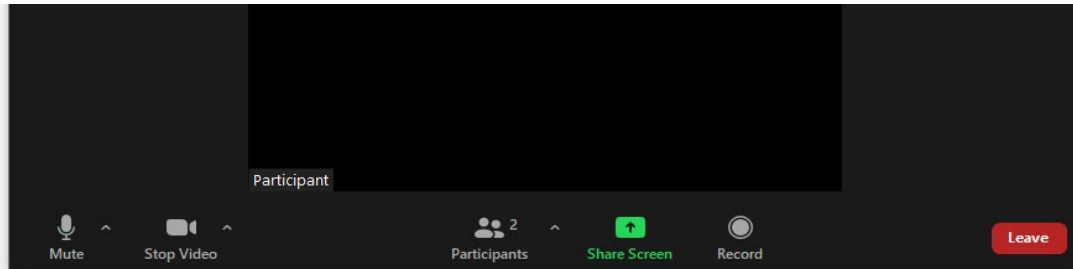 Participant
2
Mute
Stop Video
Participants
Share Screen
Record
Leave